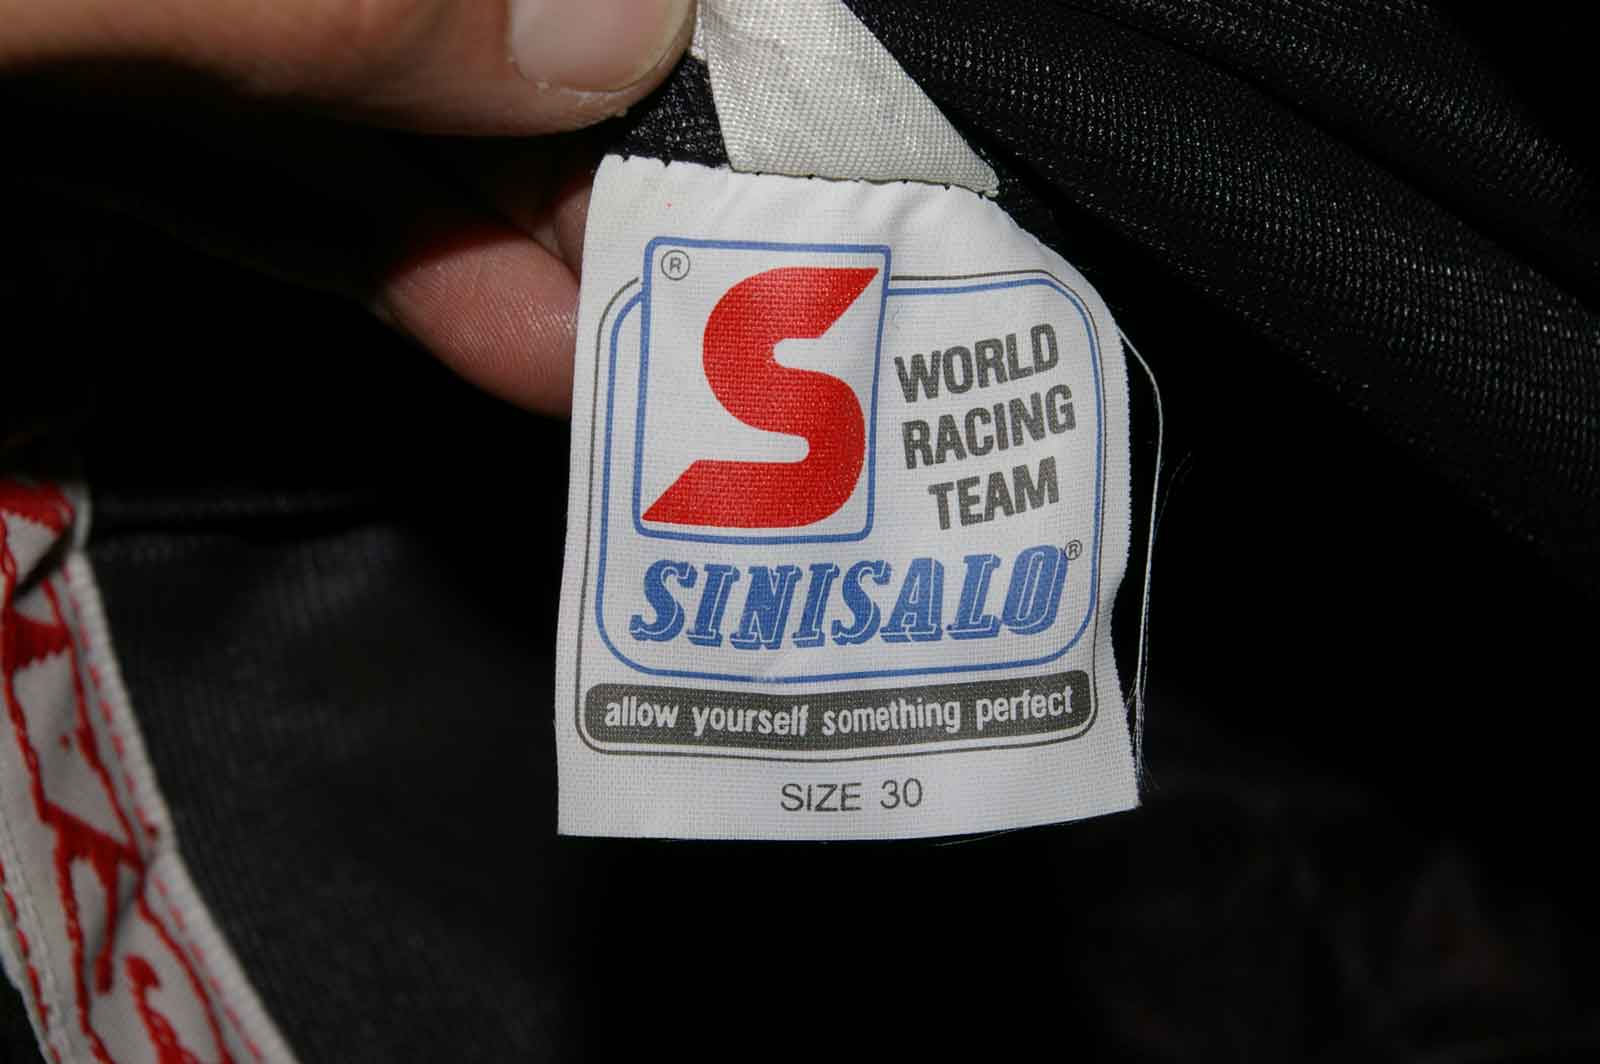 ®
S
WORLD
RACING
TEAM
SINISALO®
allow yourself something perfect
SIZE 30